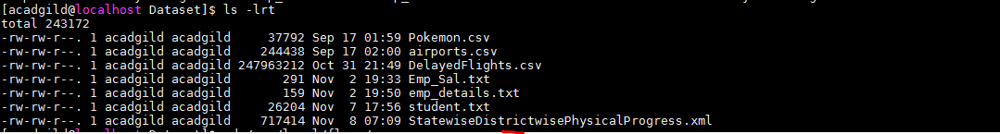 [acadgild@localhost Dataset]$ ls -lrt
total 243172
-rw-rw-r--. 1 acadgild acadgild     37792 Sep 17 01:59 Pokemon.csv
-rw-rw-r--. 1 acadgild acadgild    244438 Sep 17 02:00 airports.csv
-rw-rw-r--. 1 acadgild acadgild 247963212 Oct 31 21:49 DelayedFlights.csv
-rw-rw-r--. 1 acadgild acadgild       291 Nov  2 19:33 Emp_Sal.txt
-rw-rw-r--. 1 acadgild acadgild       159 Nov  2 19:50 emp_details.txt
-rw-rw-r--. 1 acadgild acadgild     26204 Nov  7 17:56 student.txt
-rw-rw-r--. 1 acadgild acadgild    717414 Nov  8 07:09 StatewiseDistrictwisePhysicalProgress.xml